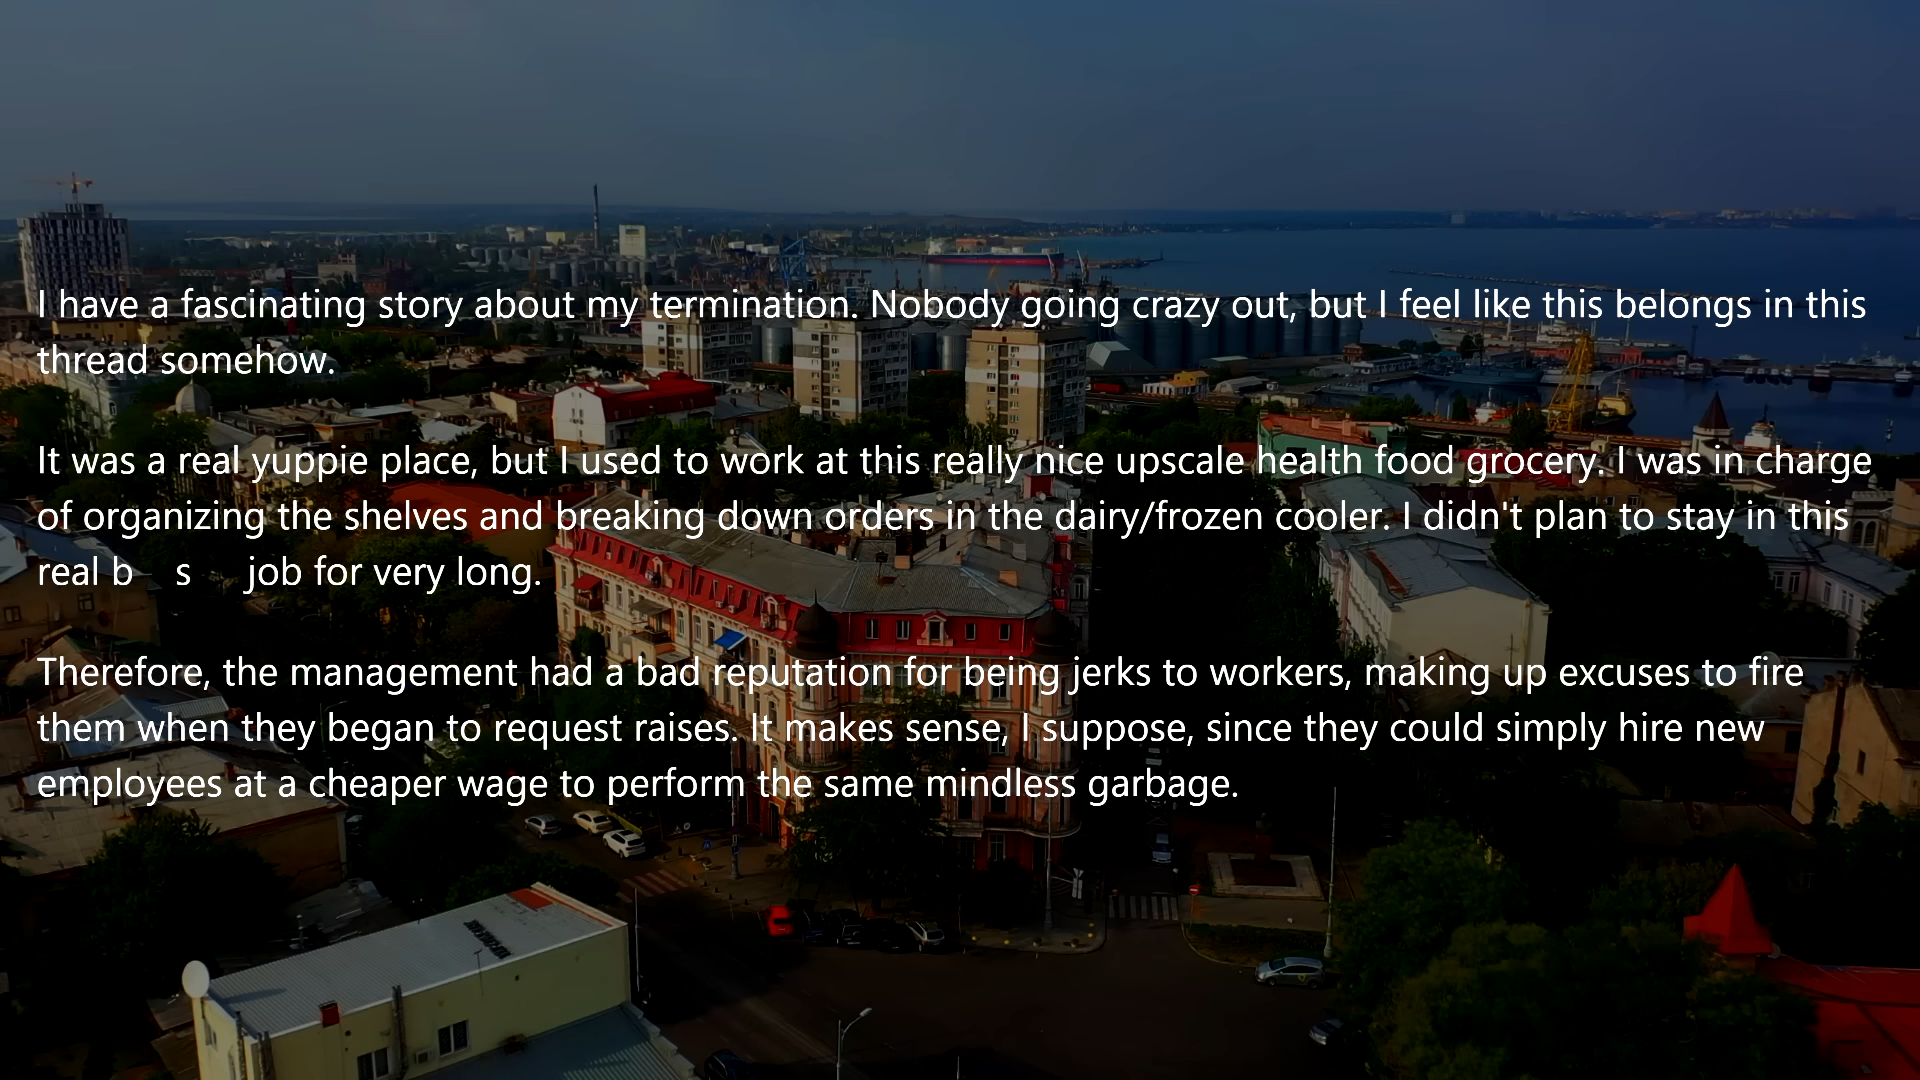 I have a fascinating story about my termination. Nobody going crazy out, but I feel like this belongs in this
thread somehow.
It was a real yuppie place, but I used to work at this really nice upscale health food grocery. I was in charge
of organizing the shelves and breaking down orders in the dairy/frozen cooler. I didn't plan to stay in this
real b s job for very long.
Therefore, the management had a bad reputation for being jerks to workers, making up excuses to fire
them when they began to request raises. It makes sense, I suppose, since they could simply hire new
employees at a cheaper wage to perform the same mindless garbage.